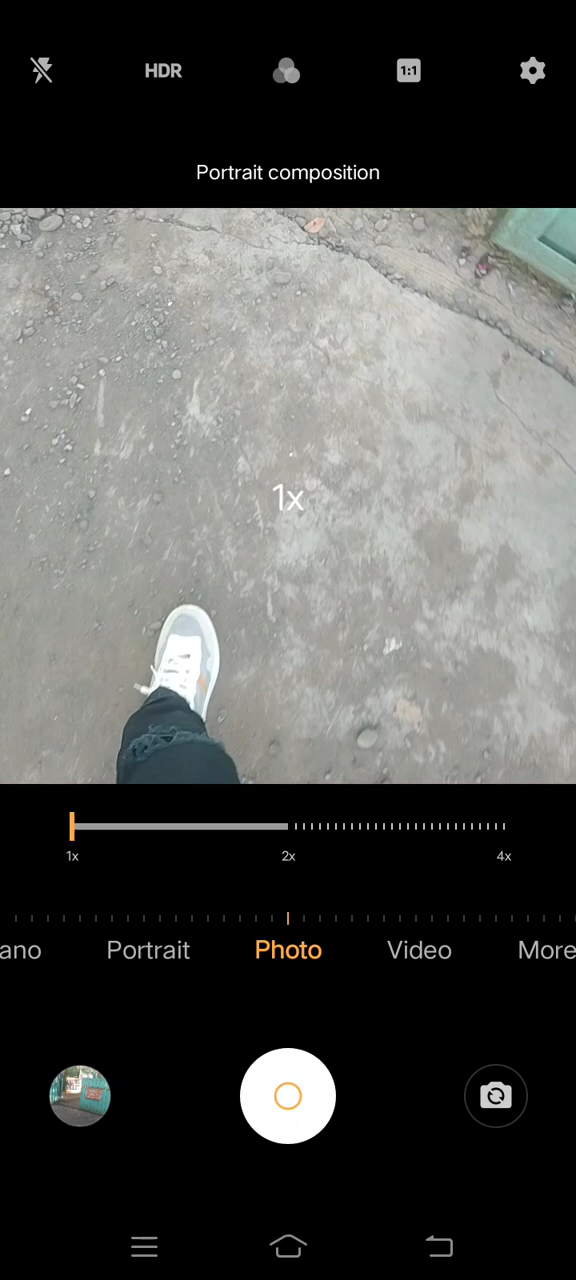 HDR
1:1
Portrait composition
1x
1x 2x 4x
ano Portrait Photo Video More